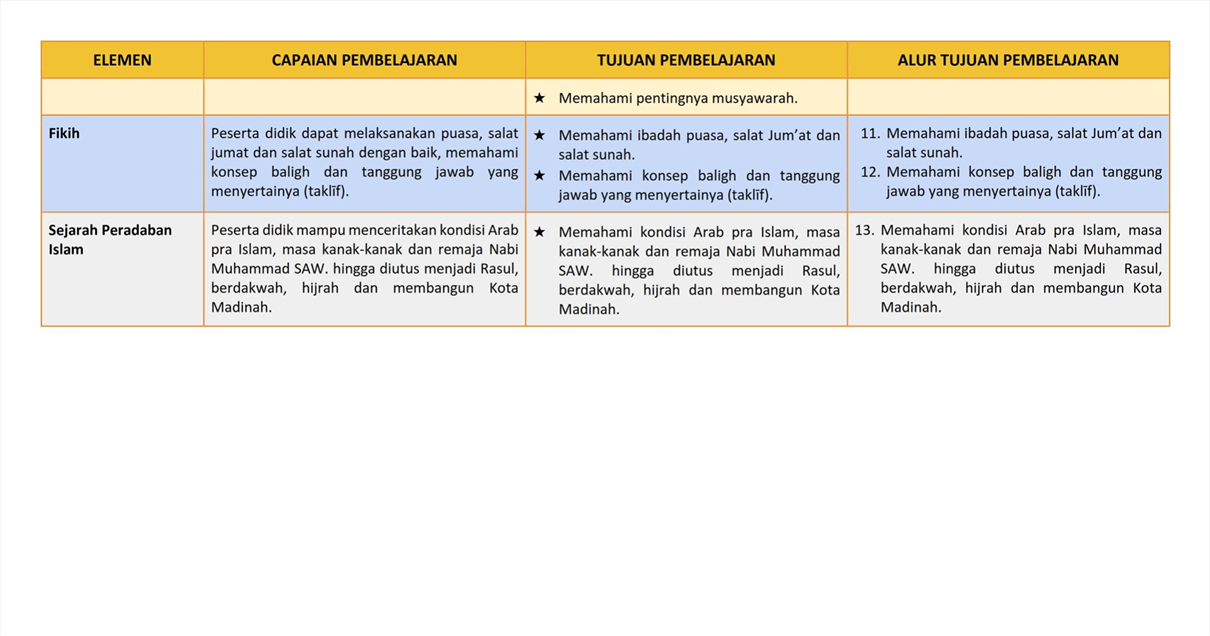 ELEMEN
CAPAIAN PEMBELAJARAN
TUJUAN PEMBELAJARAN
ALUR TUJUAN PEMBELAJARAN
★ Memahami pentingnya musyawarah.
Fikih
Peserta didik dapat melaksanakan puasa, salat
jumat dan salat sunah dengan baik, memahami
konsep baligh dan tanggung jawab yang
menyertainya (taklīf).
★ Memahami ibadah puasa, salat Jum’at dan
salat sunah.
★ Memahami konsep baligh dan tanggung
jawab yang menyertainya (taklīf).
11. Memahami ibadah puasa, salat Jum’at dan
salat sunah.
12. Memahami konsep baligh dan tanggung
jawab yang menyertainya (taklīf).
Sejarah Peradaban
Islam
Peserta didik mampu menceritakan kondisi Arab
pra Islam, masa kanak-kanak dan remaja Nabi
Muhammad SAW. hingga diutus menjadi Rasul,
berdakwah, hijrah dan membangun Kota
Madinah.
★ Memahami kondisi Arab pra Islam, masa
kanak-kanak dan remaja Nabi Muhammad
SAW. hingga diutus menjadi Rasul,
berdakwah, hijrah dan membangun Kota
Madinah.
13. Memahami kondisi Arab pra Islam, masa
kanak-kanak dan remaja Nabi Muhammad
SAW. hingga diutus menjadi Rasul,
berdakwah, hijrah dan membangun Kota
Madinah.